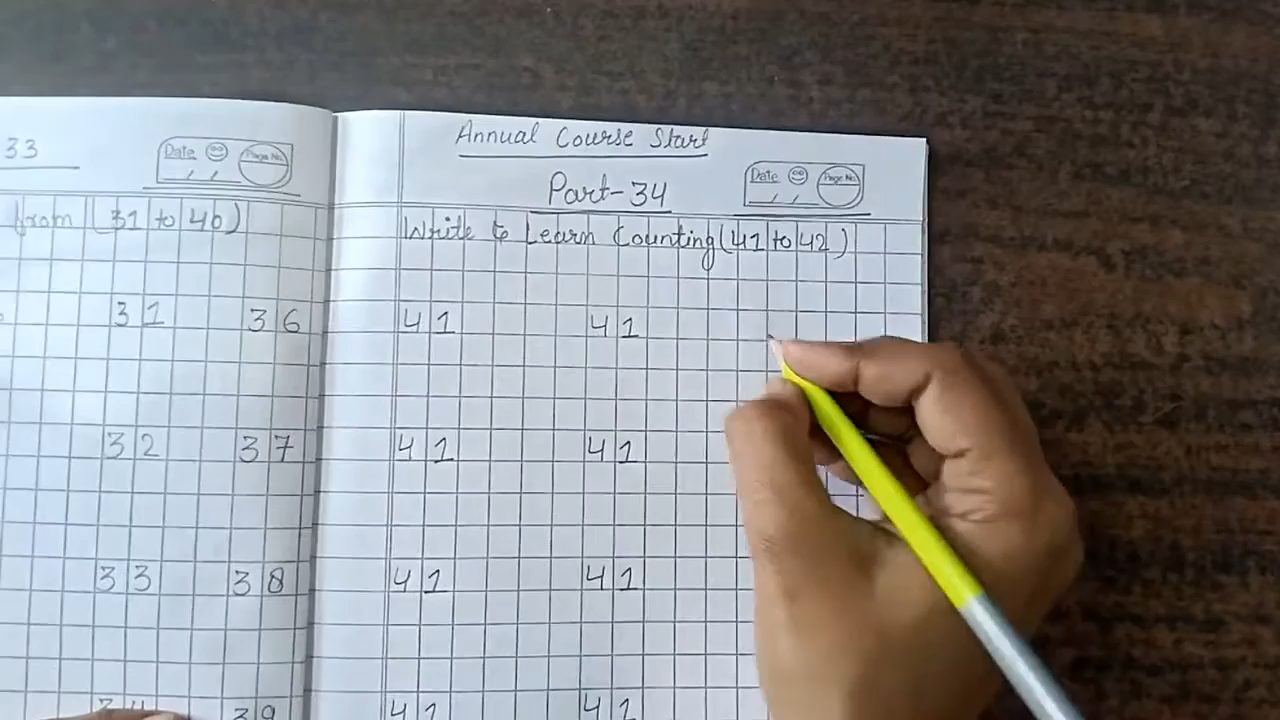 33
Date
Page No.
from (31 to 40)
31 36
32 37
33 38
34 39
Annual Course Start
Part-34
Date
Page No.
Write to Learn Counting (41 to 42)
41 41
41 41
41 41
41 41